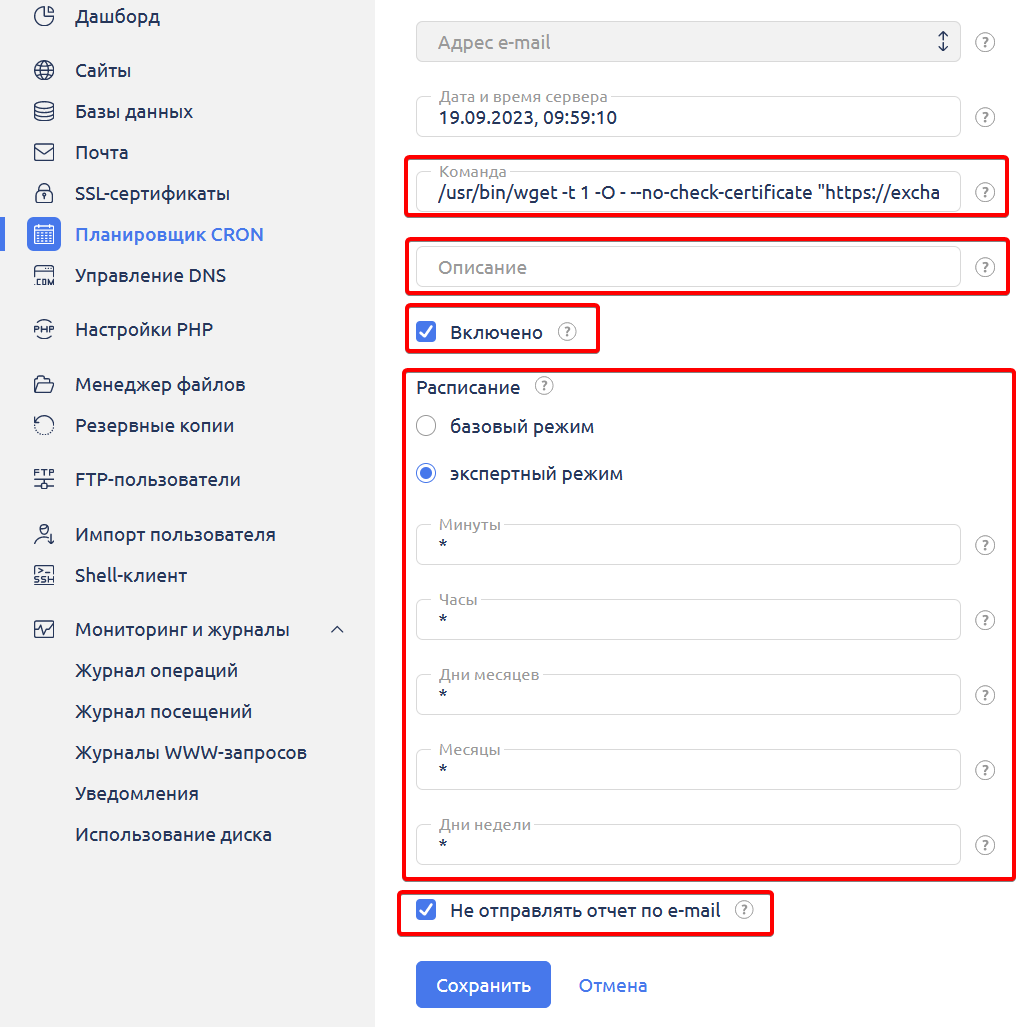 Дашборд
Сайты
Базы данных
Почта
SSL-сертификаты
Планировщик CRON
.COM
Управление DNS
PHP
Настройки PHP
Менеджер файлов
Резервные копии
FTP
FTP-пользователи
Импорт пользователя
>-
SSH
Shell-клиент
Мониторинг и журналы
Журнал операций
Журнал посещений
Журналы WWW-запросов
Уведомления
Использование диска
Адрес e-mail ?
Дата и время сервера
19.09.2023, 09:59:10 ?
Команда
/usr/bin/wget -t 1 -O - --no-check-certificate "https://excha ?
Описание ?
Включено ?
Расписание ?
базовый режим
экспертный режим
Минуты
* ?
Часы
* ?
Дни месяцев
* ?
Месяцы
* ?
Дни недели
* ?
Не отправлять отчет по e-mail ?
Сохранить
Отмена